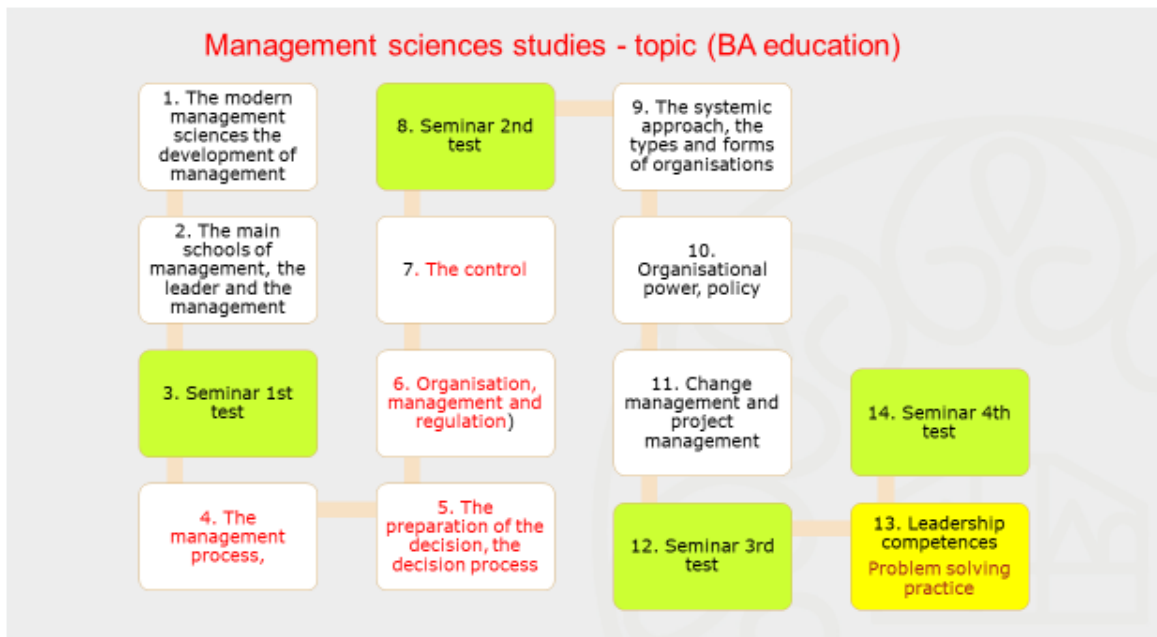 Management sciences studies - topic (BA education)
1. The modern
management
sciences the
development of
management
2. The main
schools of
management, the
leader and the
management
3. Seminar 1st
test
4. The
management
process,
5. The
preparation of the
decision, the
decision process
6. Organisation,
management and
regulation)
7. The control
8. Seminar 2nd
test
9. The systemic
approach, the
types and forms
of organisations
10.
Organisational
power, policy
11. Change
management and
project
management
12. Seminar 3rd
test
13. Leadership
competences
Problem solving
practice
14. Seminar 4th
test